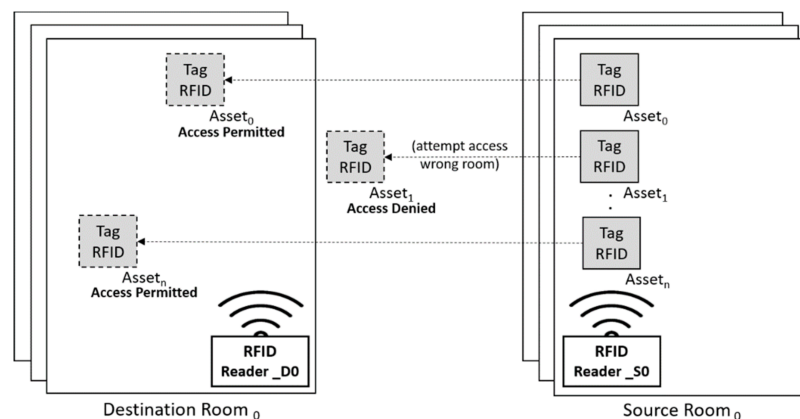 Tag
RFID
Asset0
Access Permitted
Tag
RFID
Asset1
Access Denied
(attempt access
wrong room)
Tag
RFID
Assetn
Access Permitted
RFID
Reader _D0
Destination Room 0
Tag
RFID
Asset0
Tag
RFID
Asset1
:
Tag
RFID
Assetn
RFID
Reader _S0
Source Room 0